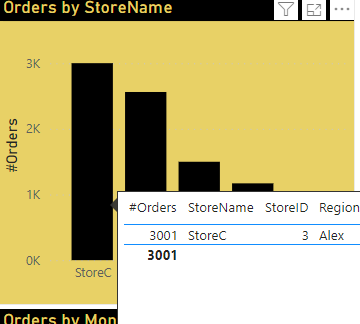 Orders by StoreName
3K
2K
1K
0K
#Orders
StoreC
#Orders StoreName StoreID Region
3001 StoreC 3 Alex
3001
Orders by Mon